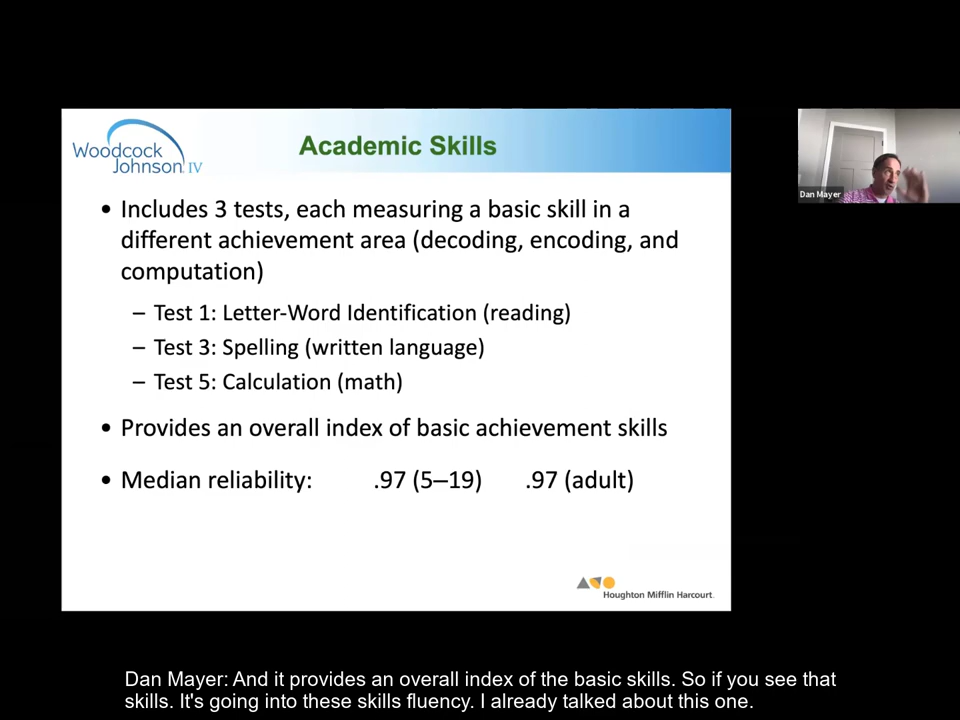 Woodcock
Johnson IV
Academic Skills
• Includes 3 tests, each measuring a basic skill in a
different achievement area (decoding, encoding, and
computation)
– Test 1: Letter-Word Identification (reading)
– Test 3: Spelling (written language)
– Test 5: Calculation (math)
• Provides an overall index of basic achievement skills
• Median reliability: .97 (5–19) .97 (adult)
Houghton Mifflin Harcourt
Dan Mayer
Dan Mayer: And it provides an overall index of the basic skills. So if you see that
skills. It's going into these skills fluency. I already talked about this one.